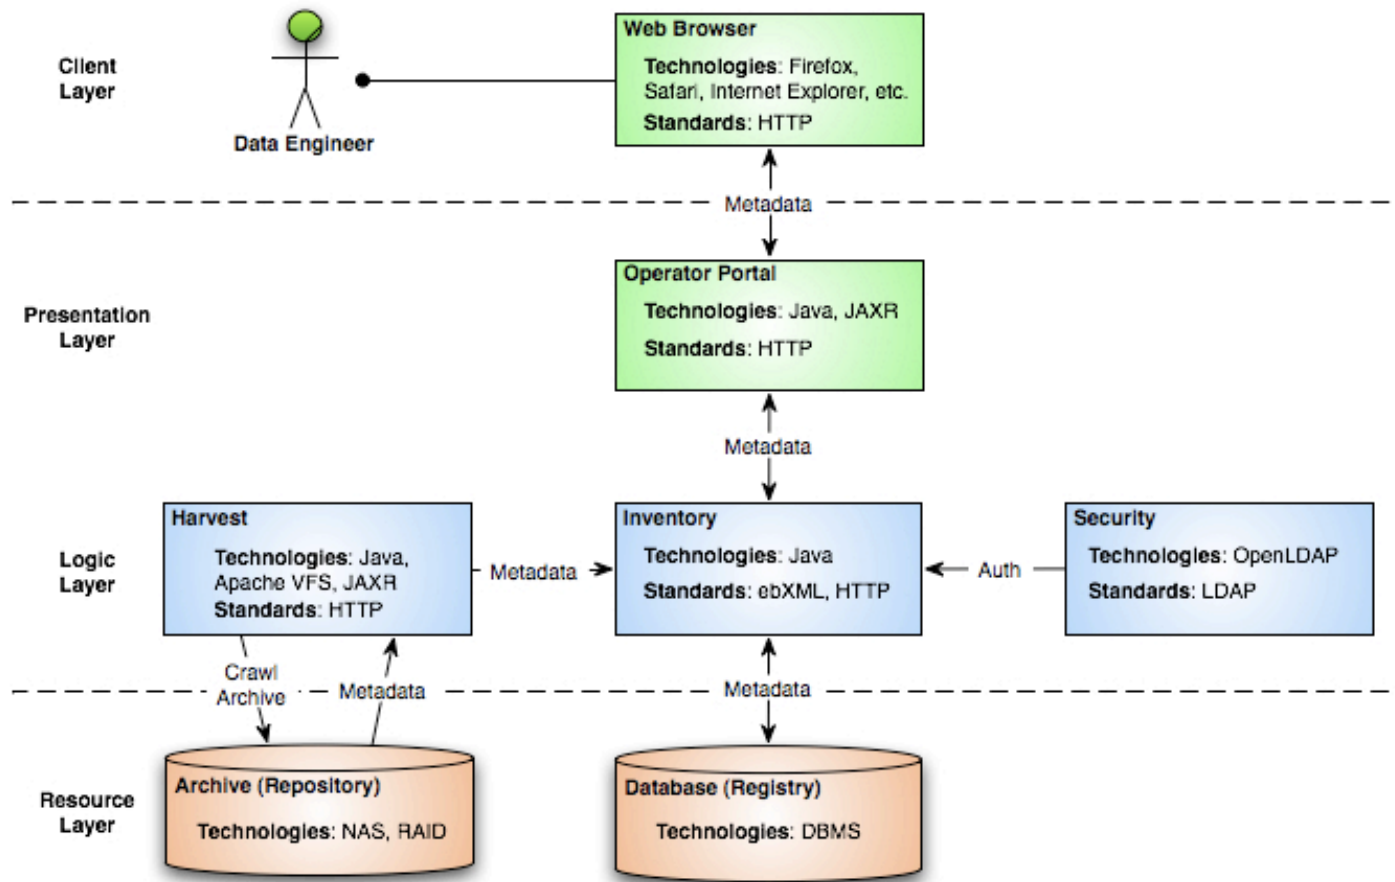 Client
Layer
Data Engineer
Web Browser
Technologies: Firefox,
Safari, Internet Explorer, etc.
Standards: HTTP
Metadata
Presentation
Layer
Operator Portal
Technologies: Java, JAXR
Standards: HTTP
Metadata
Logic
Layer
Harvest
Technologies: Java,
Apache VFS, JAXR
Standards: HTTP
Metadata
Inventory
Technologies: Java
Standards: ebXML, HTTP
Auth
Security
Technologies: OpenLDAP
Standards: LDAP
Crawl
Archive
Metadata
Metadata
Resource
Layer
Archive (Repository)
Technologies: NAS, RAID
Database (Registry)
Technologies: DBMS